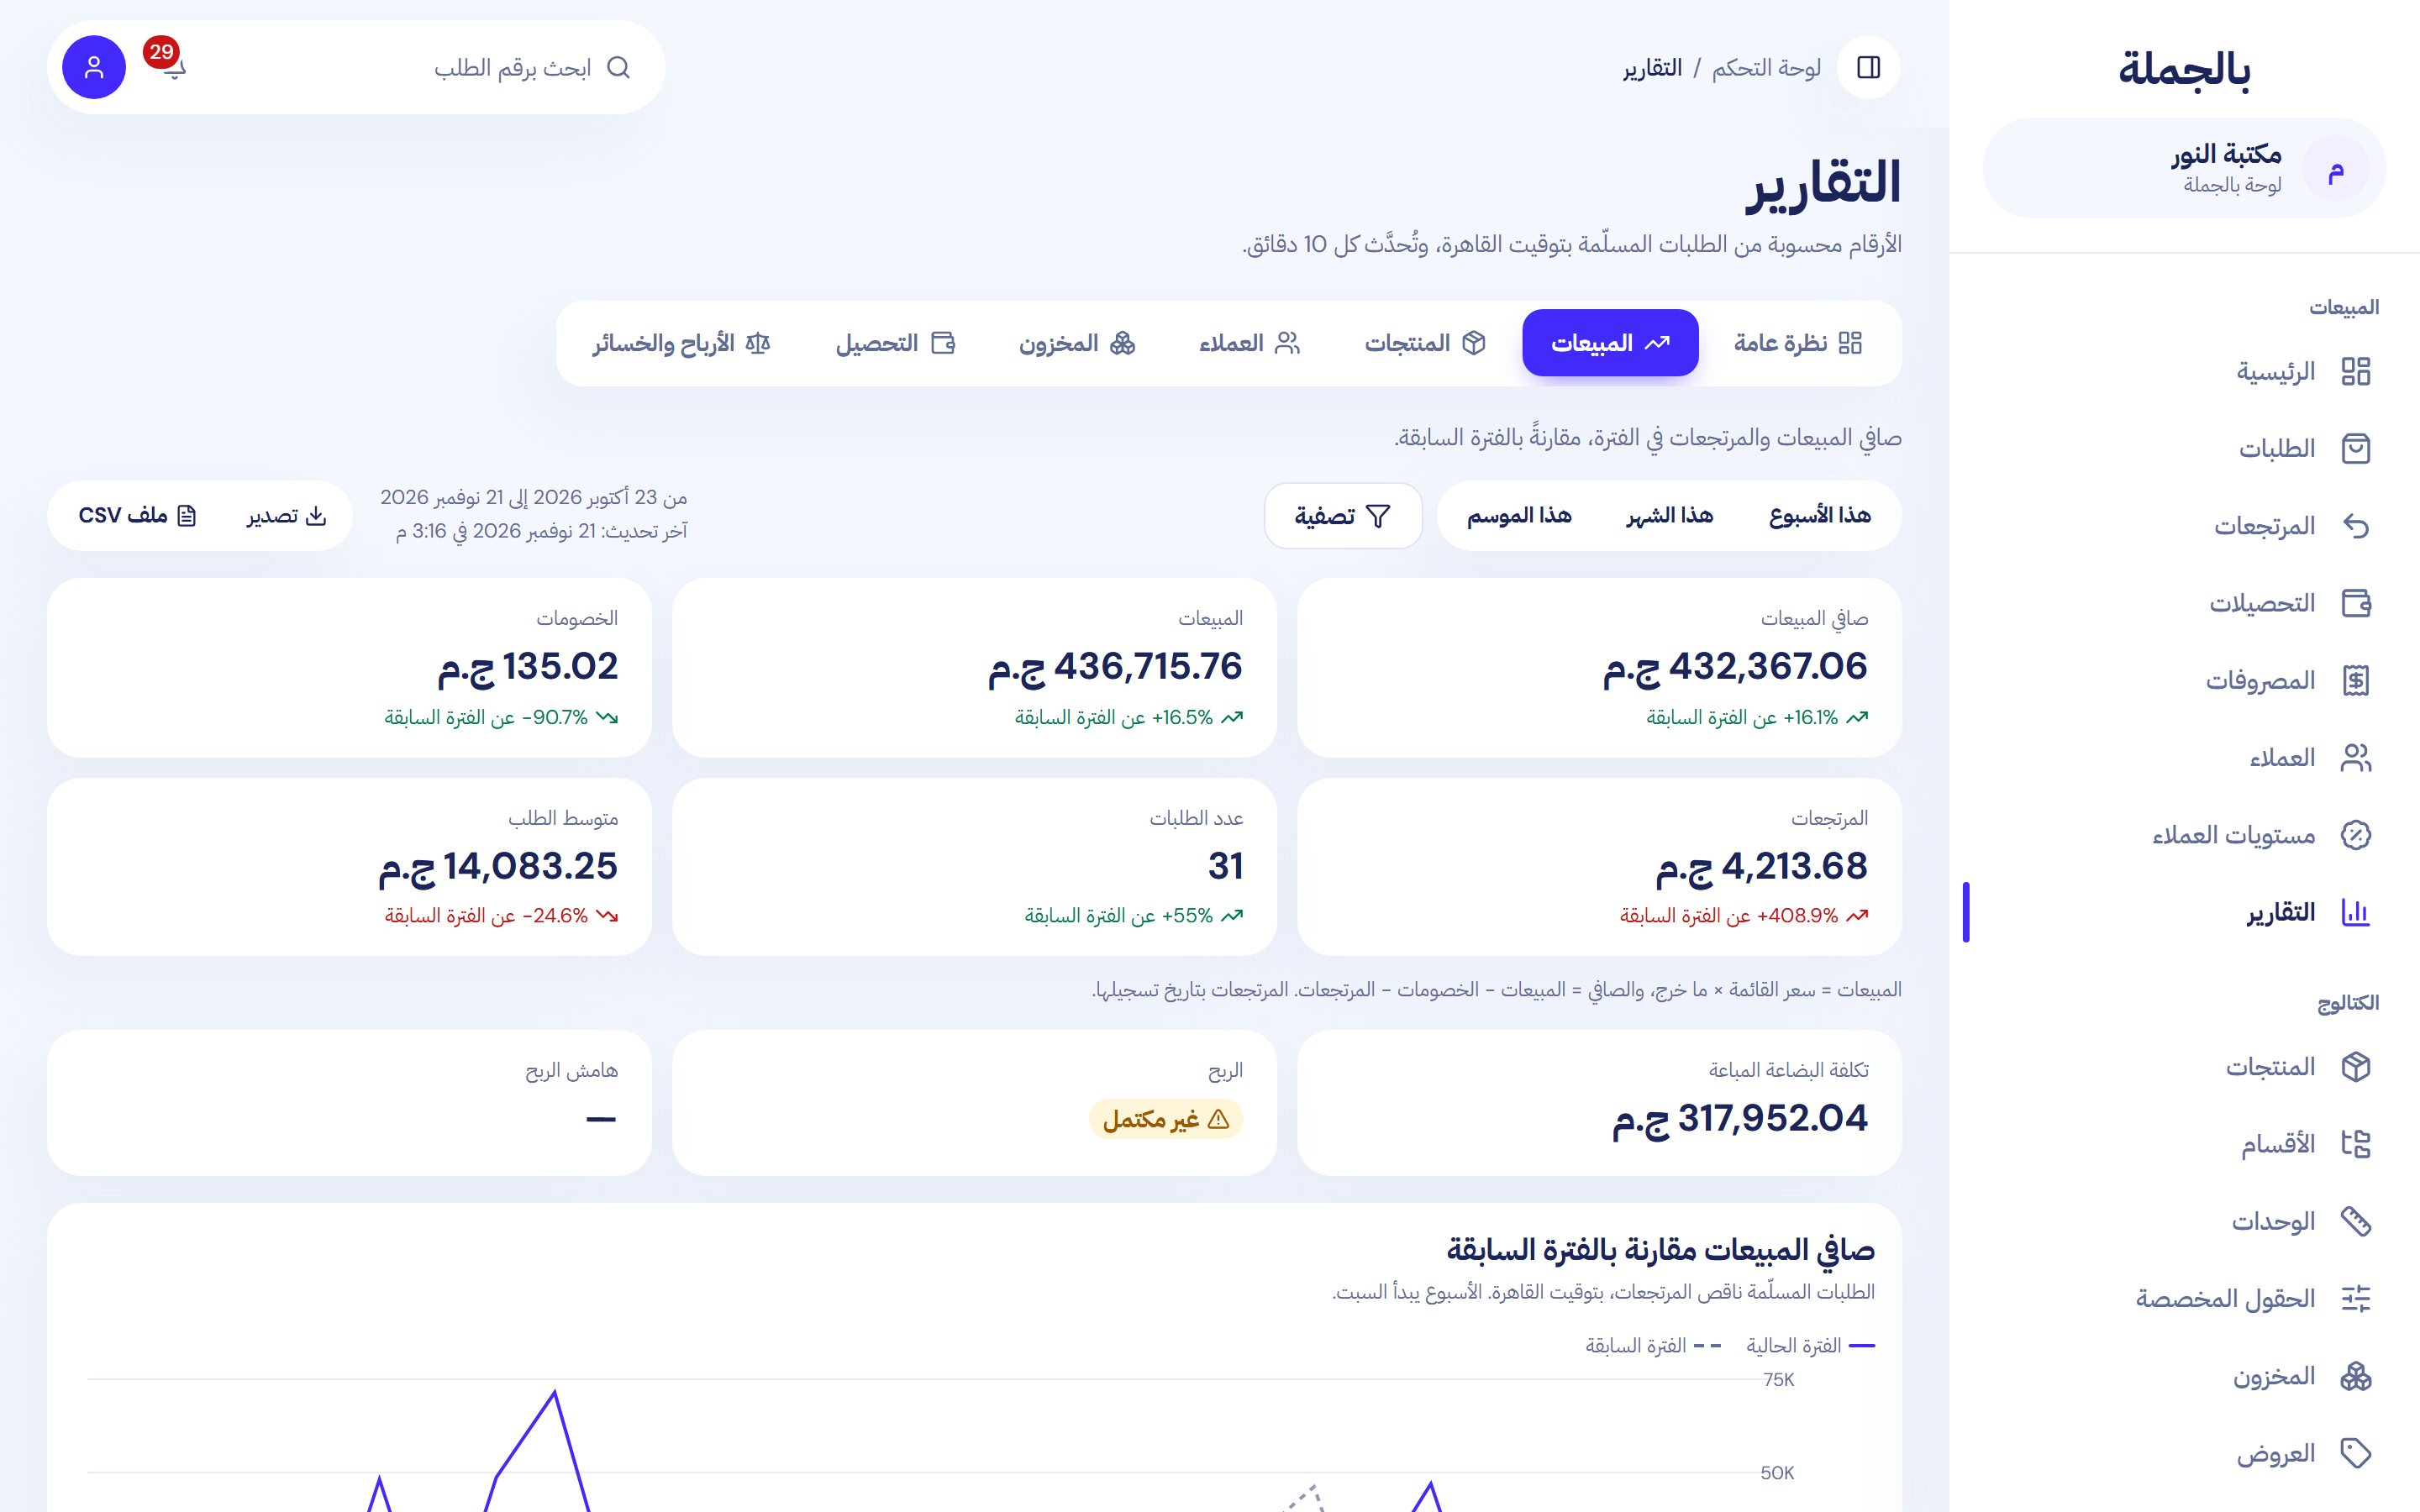 بالجملة
م
مكتبة النور
لوحة بالجملة
المبيعات
الرئيسية
الطلبات
المرتجعات
التحصيلات
المصروفات
العملاء
مستويات العملاء
التقارير
الكتالوج
المنتجات
الأقسام
الوحدات
الحقول المخصصة
المخزون
العروض
لوحة التحكم / التقارير
ابحث برقم الطلب
29
التقارير
الأرقام محسوبة من الطلبات المسلّمة بتوقيت القاهرة، وتُحدَّث كل 10 دقائق.
نظرة عامة المبيعات المنتجات العملاء المخزون التحصيل الأرباح والخسائر
صافي المبيعات والمرتجعات في الفترة، مقارنةً بالفترة السابقة.
هذا الأسبوع هذا الشهر هذا الموسم تصفية
من 23 أكتوبر 2026 إلى 21 نوفمبر 2026
آخر تحديث: 21 نوفمبر 2026 في 3:16 م
تصدير ملف CSV
صافي المبيعات
432,367.06 ج.م
+16.1% عن الفترة السابقة
المبيعات
436,715.76 ج.م
+16.5% عن الفترة السابقة
الخصومات
135.02 ج.م
-90.7% عن الفترة السابقة
المرتجعات
4,213.68 ج.م
+408.9% عن الفترة السابقة
عدد الطلبات
31
+55% عن الفترة السابقة
متوسط الطلب
14,083.25 ج.م
-24.6% عن الفترة السابقة
المبيعات = سعر القائمة × ما خرج، والصافي = المبيعات − الخصومات − المرتجعات. المرتجعات بتاريخ تسجيلها.
تكلفة البضاعة المباعة
317,952.04 ج.م
الربح
غير مكتمل
هامش الربح
—
صافي المبيعات مقارنة بالفترة السابقة
الطلبات المسلّمة ناقص المرتجعات، بتوقيت القاهرة. الأسبوع يبدأ السبت.
الفترة الحالية الفترة السابقة
75K
50K